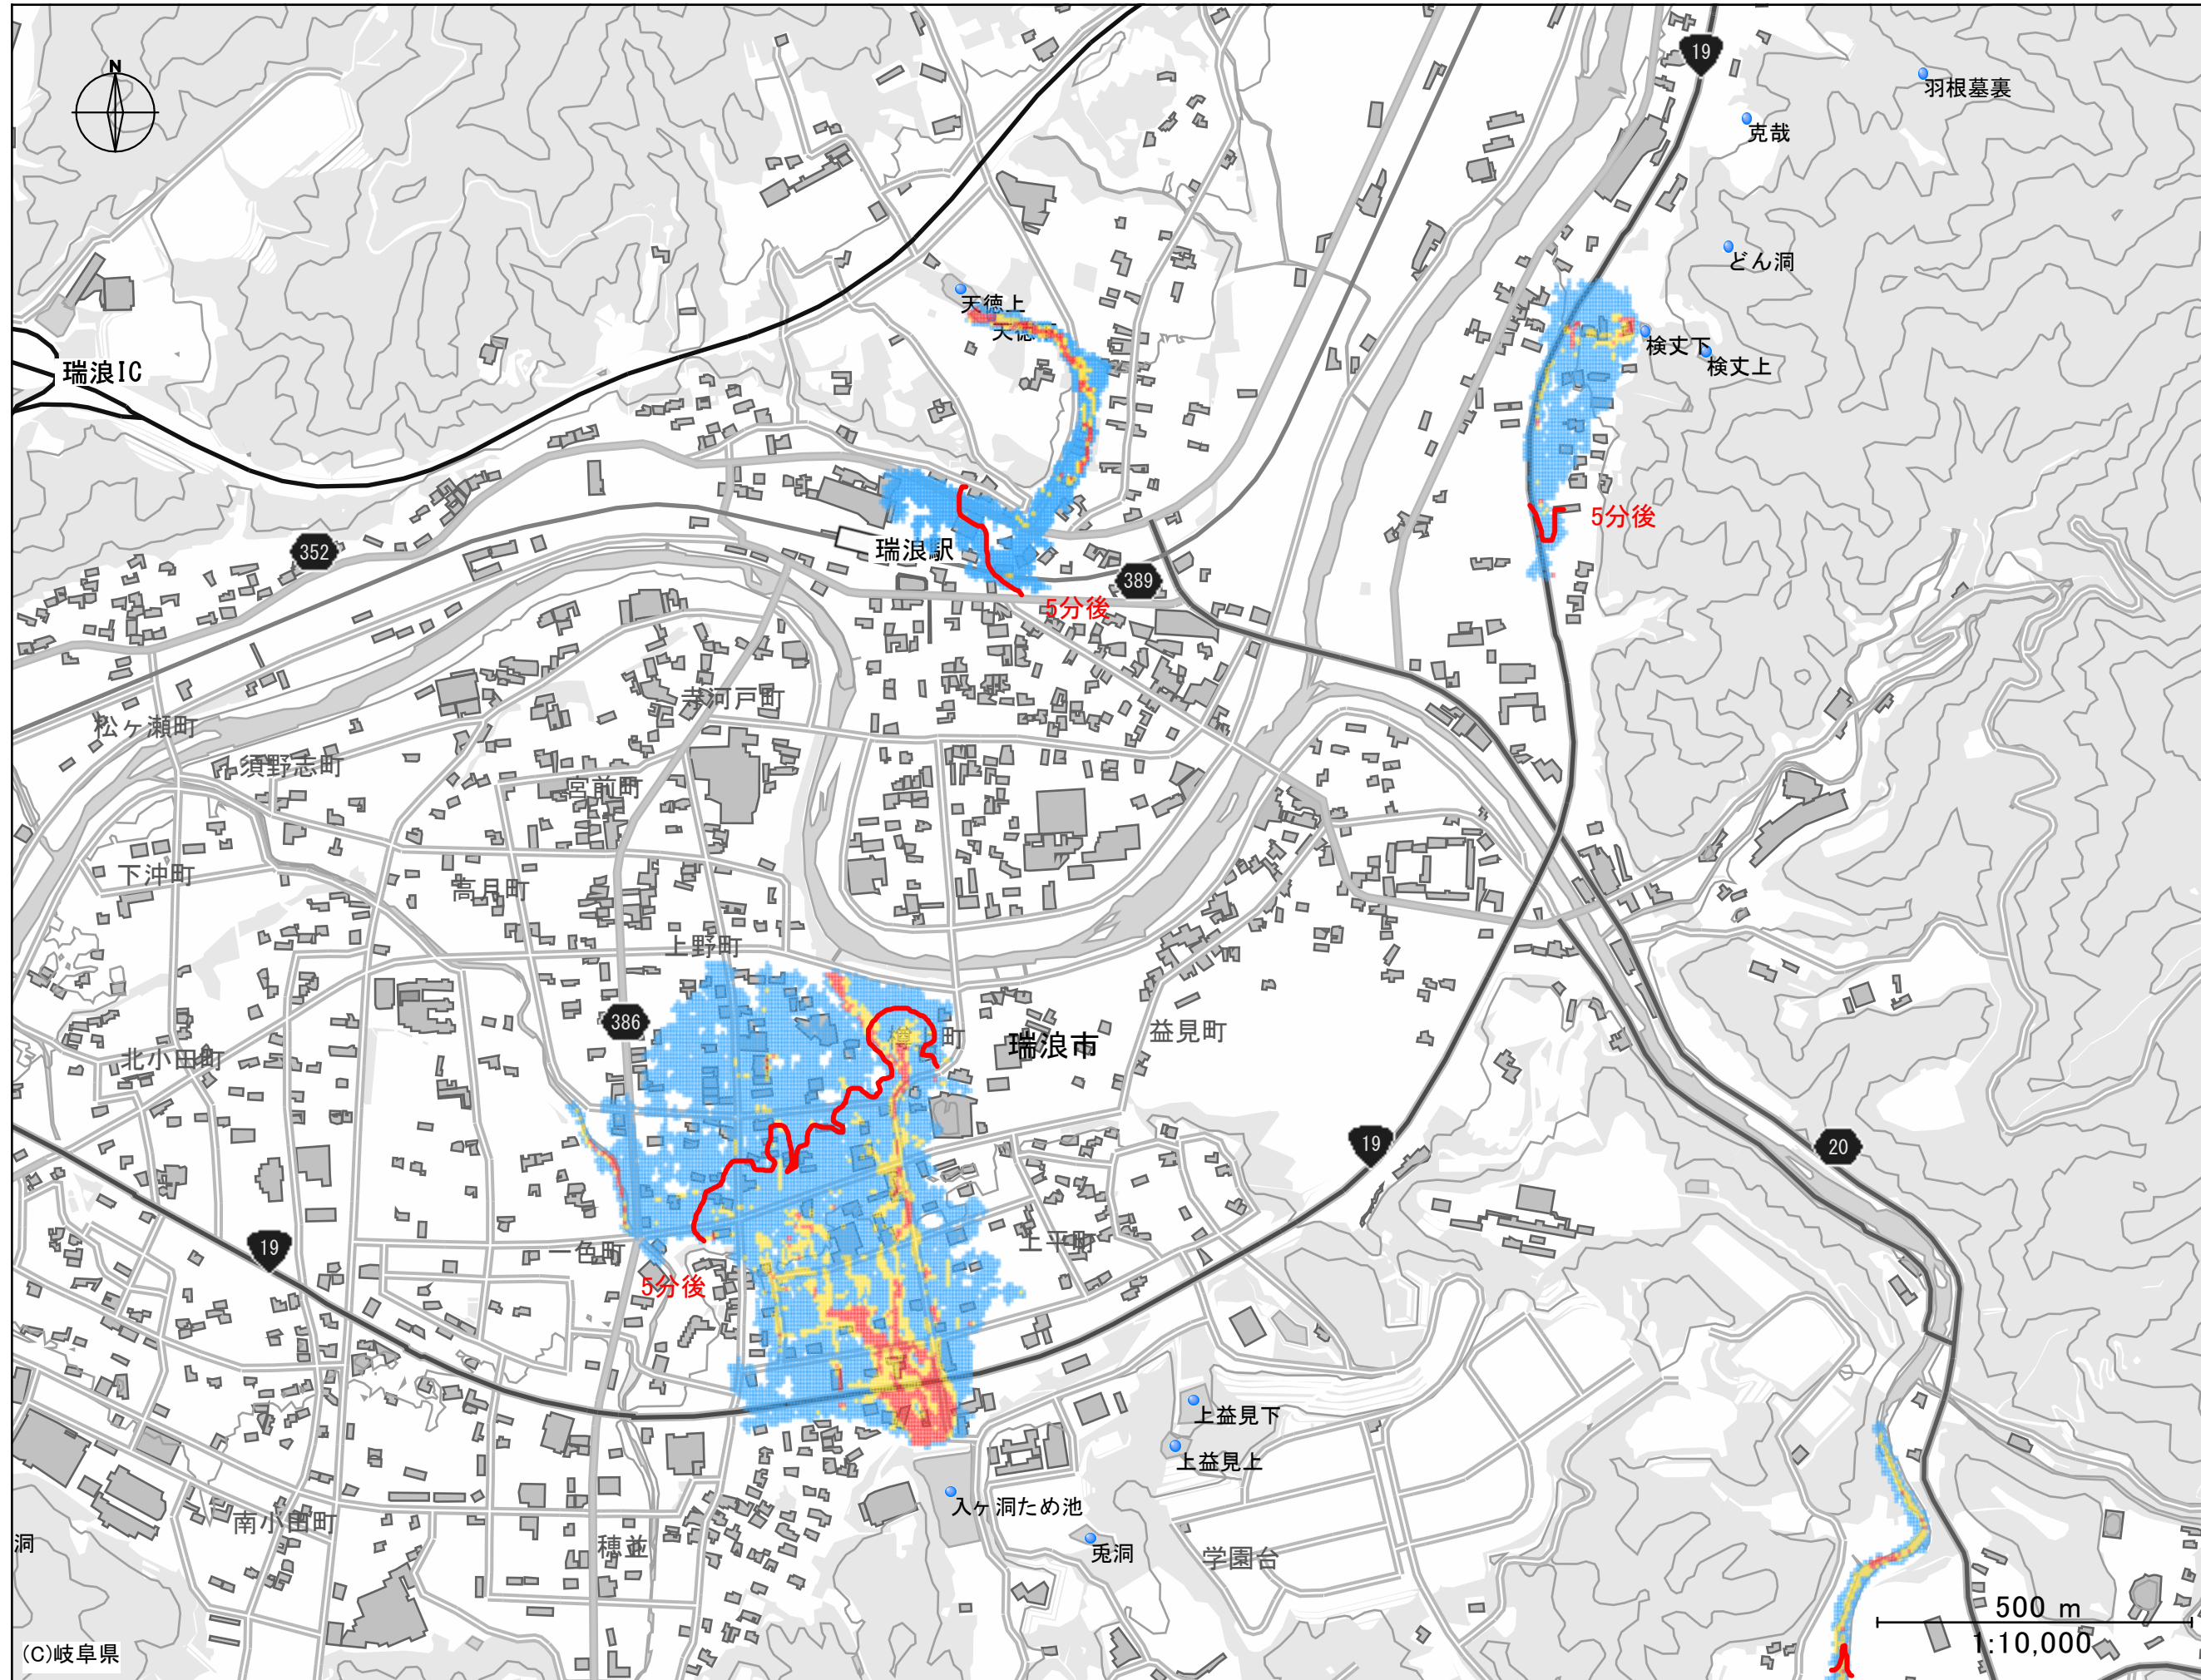 N
19
羽根墓裏
克哉
どん洞
天徳上
天徳
検丈下
検丈上
瑞浪IC
5分後
352
瑞浪駅
389
5分後
寺河戸町
松ヶ瀬町
須野志町
宮前町
下沖町
高月町
上野町
386
町
瑞浪市
益見町
北小田町
19
20
19
一色町
上平町
5分後
上益見下
上益見上
入ヶ洞ため池
南小田町
穂並
兎洞
学園台
洞
500 m
1:10,000
(C)岐阜県